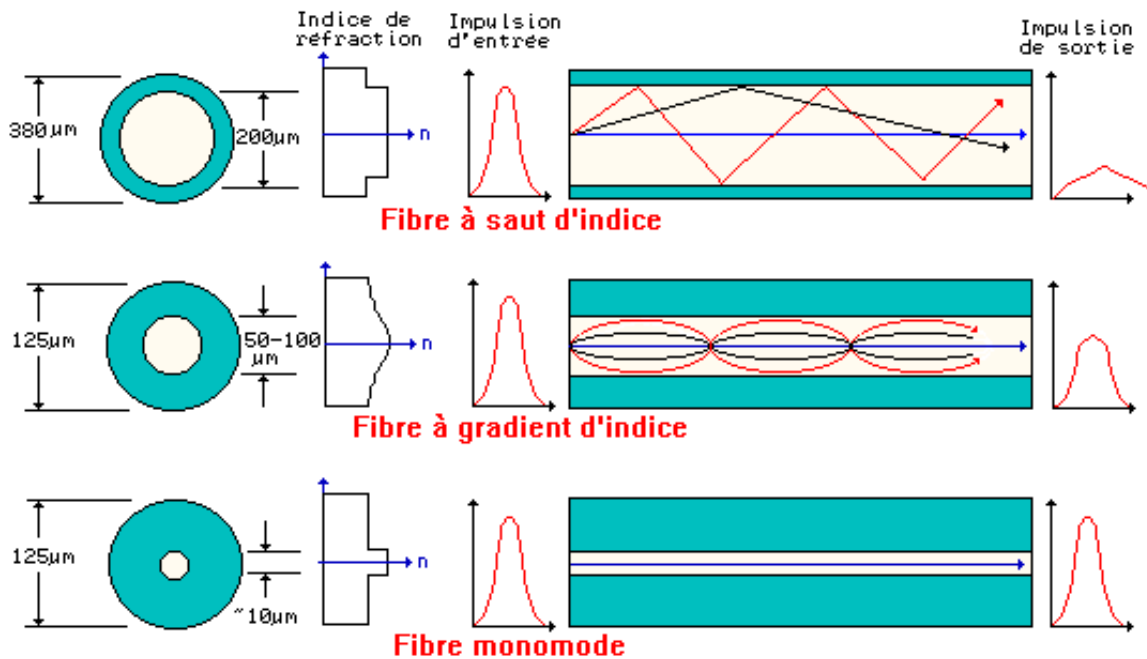 Indice de
réfraction
Impulsion
d'entrée
Impulsion
de sortie
380µm
200µm
n
Fibre à saut d'indice
125µm
50-100
µm
n
Fibre à gradient d'indice
125µm
~10µm
n
Fibre monomode